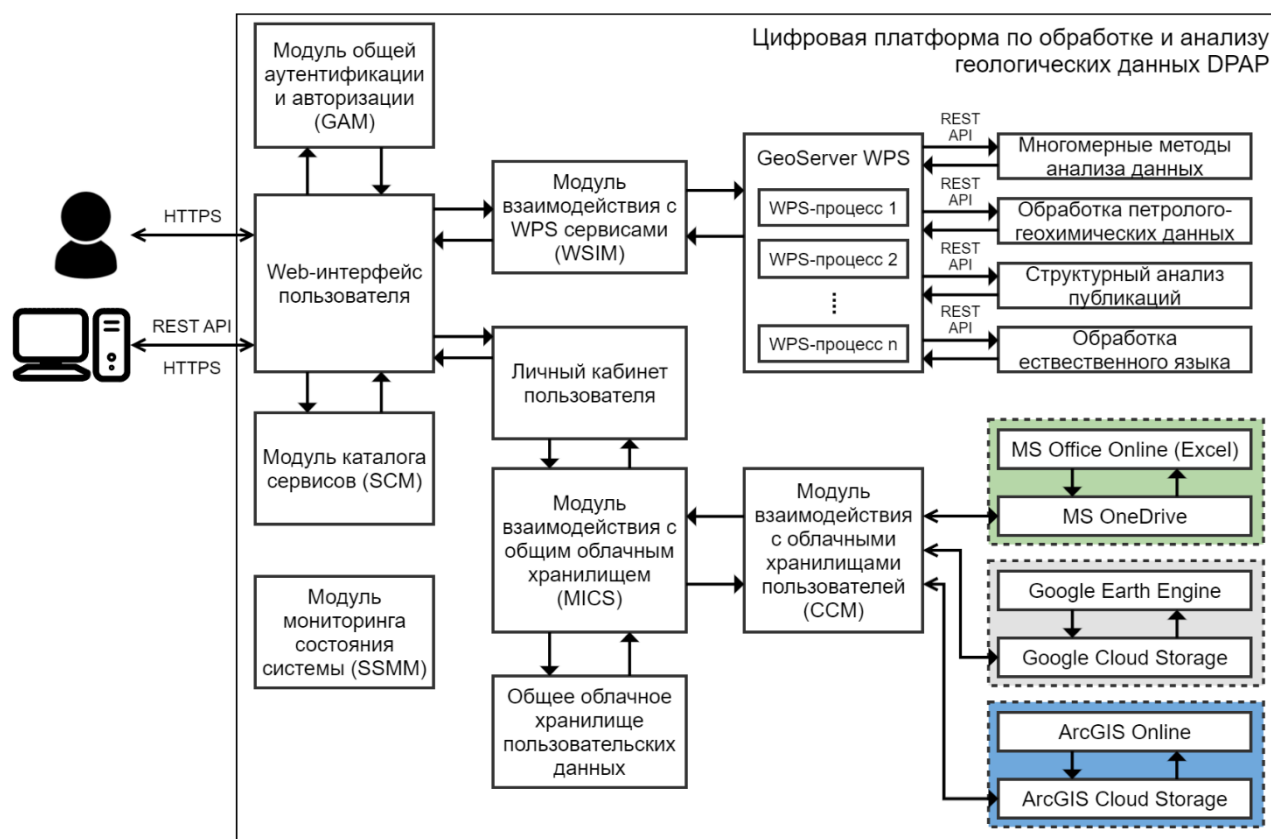 Цифровая платформа по обработке и анализу
геологических данных DPAP
Модуль общей
аутентификации
и авторизации
(GAM)
HTTPS
REST API
HTTPS
Web-интерфейс
пользователя
Модуль
взаимодействия с
WPS сервисами
(WSIM)
GeoServer WPS
WPS-процесс 1
WPS-процесс 2
WPS-процесс n
REST
API
Многомерные методы
анализа данных
REST
API
Обработка петролого-
геохимических данных
REST
API
Структурный анализ
публикаций
REST
API
Обработка
ествественного языка
Личный кабинет
пользователя
Модуль каталога
сервисов (SCM)
Модуль
взаимодействия с
общим облачным
хранилищем
(MICS)
Модуль
взаимодействия
с облачными
хранилищами
пользователей
(CCM)
MS Office Online (Excel)
MS OneDrive
Google Earth Engine
Google Cloud Storage
ArcGIS Online
ArcGIS Cloud Storage
Модуль
мониторинга
состояния
системы (SSMM)
Общее облачное
хранилище
пользовательских
данных